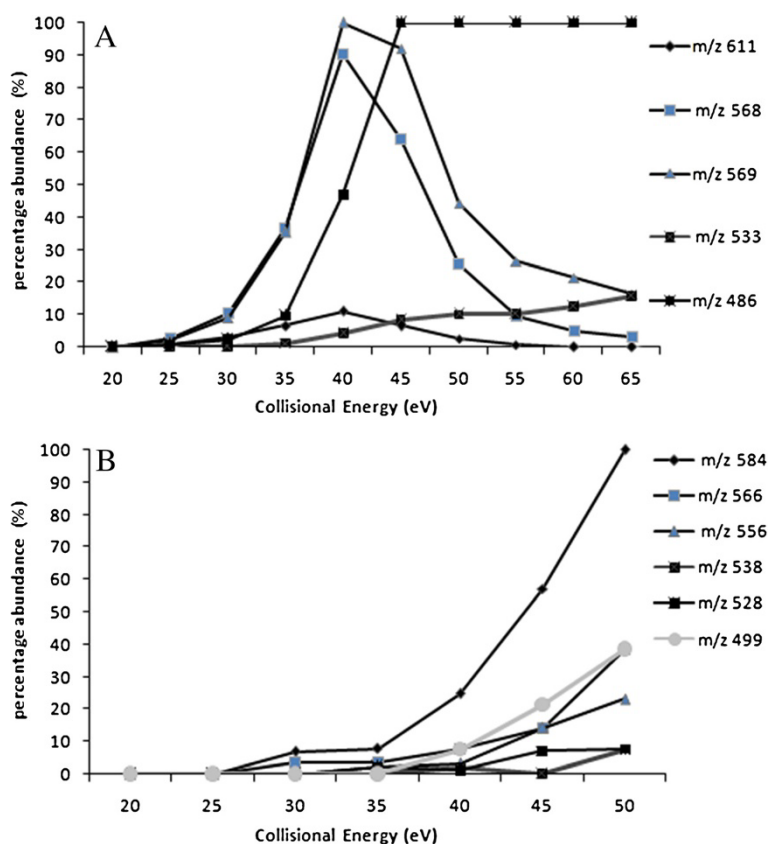 A
100
90
80
70
60
50
40
30
20
10
0
percentage abundance (%)
20 25 30 35 40 45 50 55 60 65
Collisional Energy (eV)
m/z 611
m/z 568
m/z 569
m/z 533
m/z 486
B
100
90
80
70
60
50
40
30
20
10
0
percentage abundance (%)
20 25 30 35 40 45 50
Collisional Energy (eV)
m/z 584
m/z 566
m/z 556
m/z 538
m/z 528
m/z 499